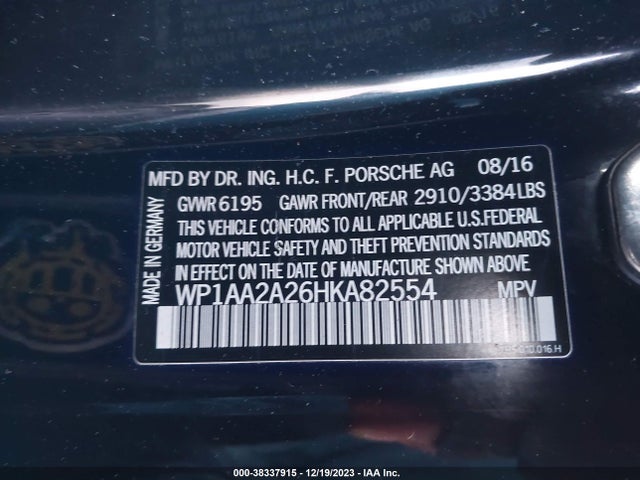 MFD BY DR. ING. H.C. F. PORSCHE AG 08/16
GVWR 6195 GAWR FRONT/REAR 2910/3384LBS
THIS VEHICLE CONFORMS TO ALL APPLICABLE U.S.FEDERAL
MOTOR VEHICLE SAFETY AND THEFT PREVENTION STANDARDS
IN EFFECT ON THE DATE OF MANUFACTURE SHOWN ABOVE
WP1AA2A26HKA82554 MPV
MADE IN GERMANY
000-38337915 - 12/19/2023 - IAA Inc.